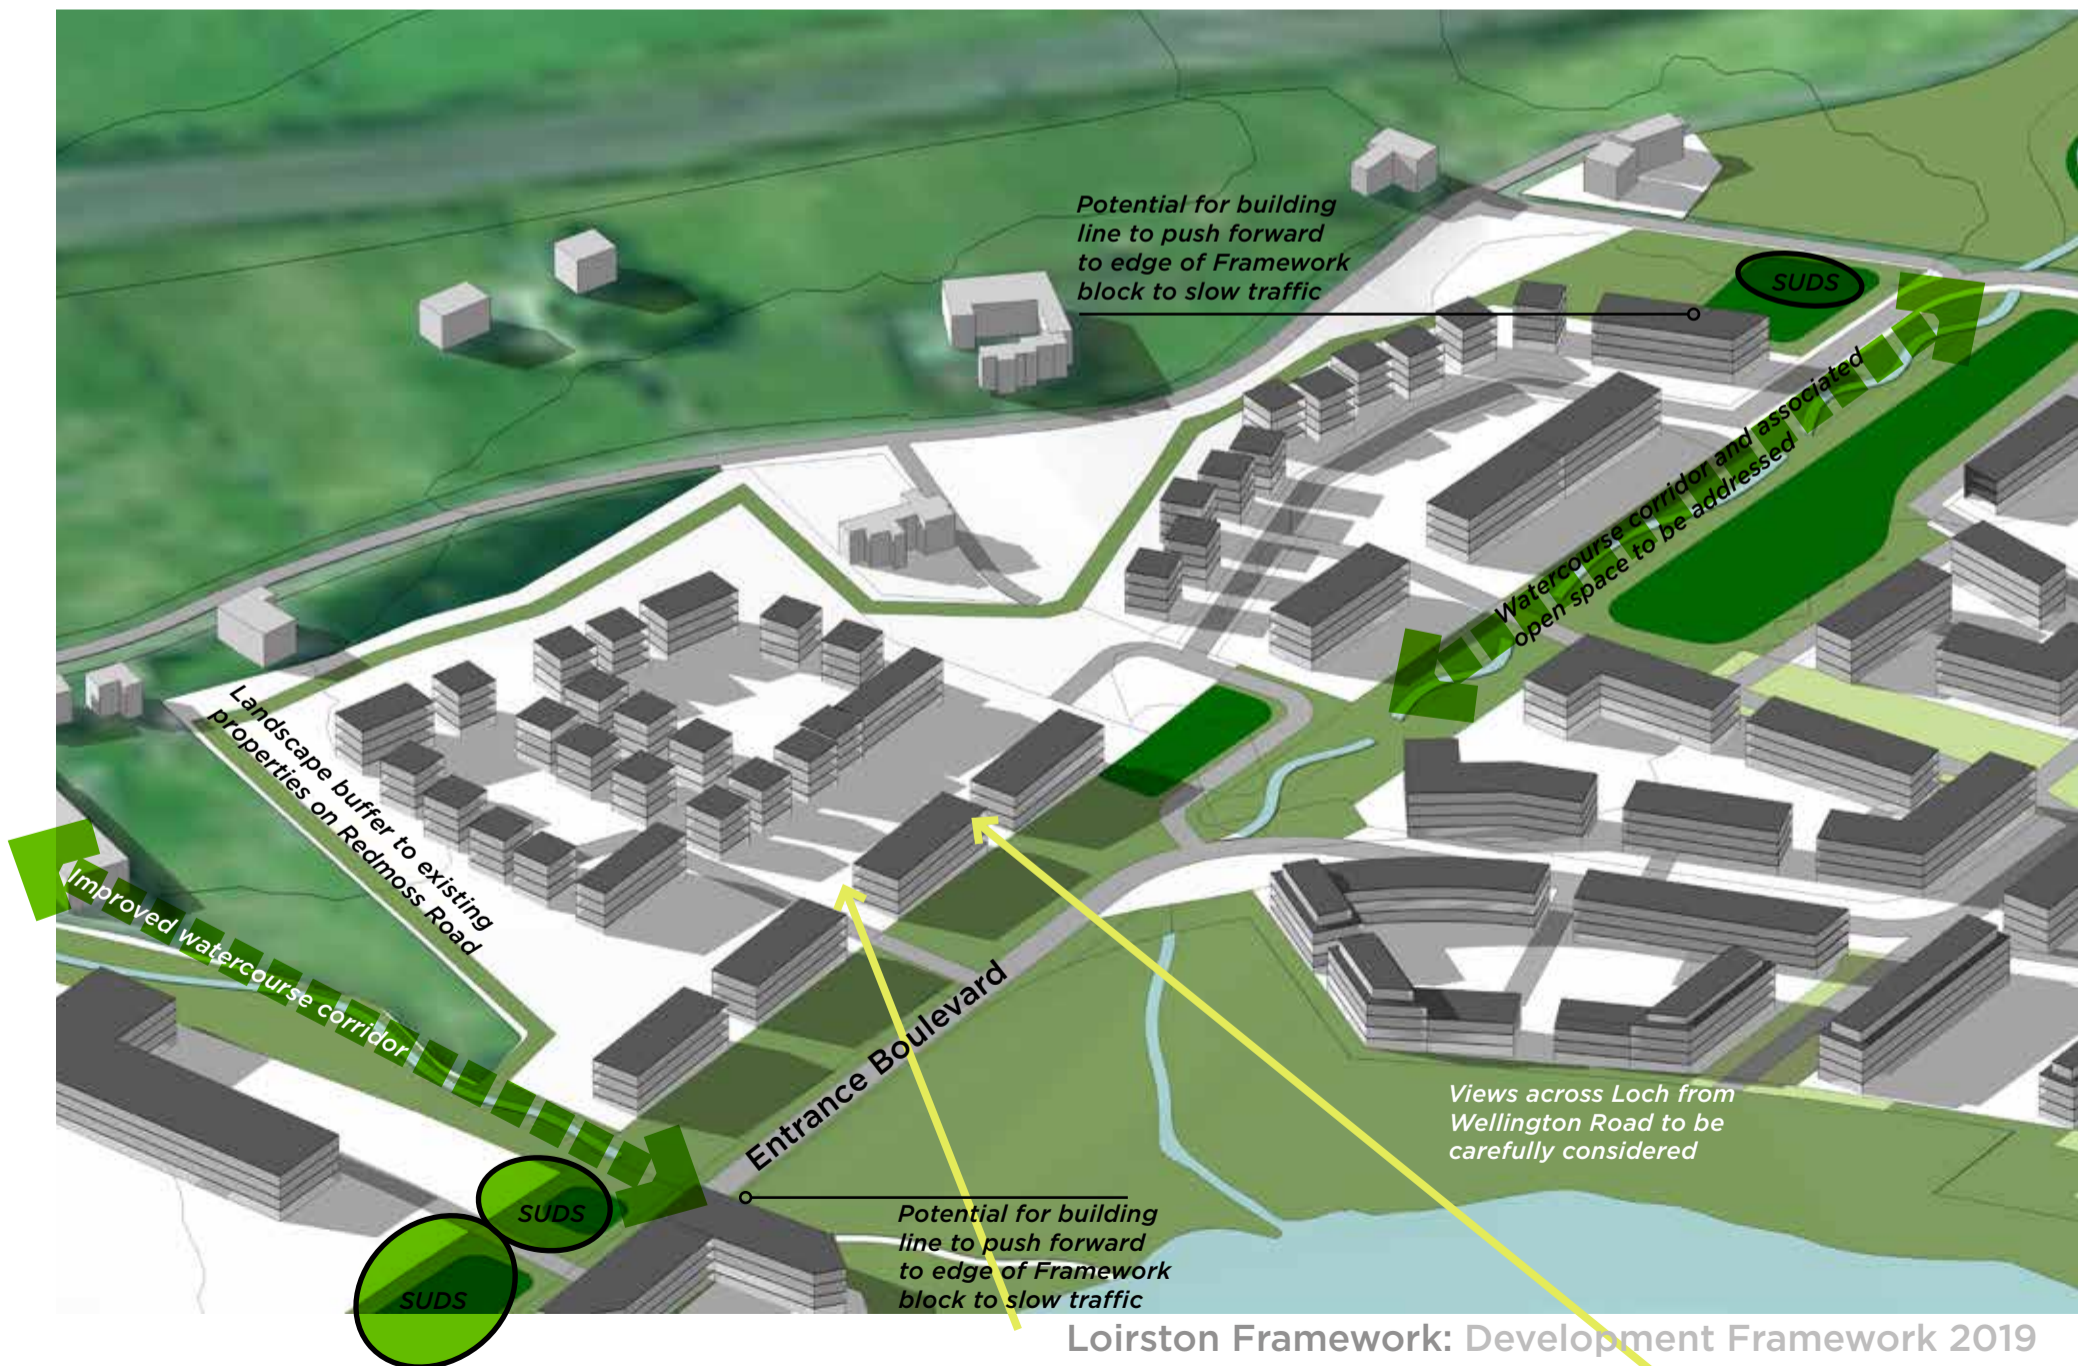 Potential for building
line to push forward
to edge of Framework
block to slow traffic
SUDS
Watercourse corridor and associated
open space to be addressed
Landscape buffer to existing
properties on Redmoss Road
Improved watercourse corridor
Entrance Boulevard
Views across Loch from
Wellington Road to be
carefully considered
SUDS
SUDS
Potential for building
line to push forward
to edge of Framework
block to slow traffic
Loirston Framework: Development Framework 2019